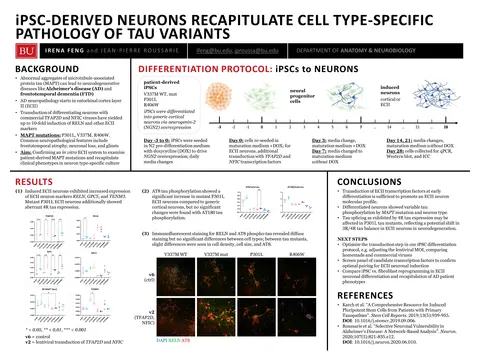 iPSC-DERIVED NEURONS RECAPITULATE CELL TYPE-SPECIFIC
PATHOLOGY OF TAU VARIANTS
BU
IRENA FENG and JEAN-PIERRE ROUSSARIE
ifeng@bu.edu, jproussa@bu.edu
DEPARTMENT OF ANATOMY & NEUROBIOLOGY
BACKGROUND
• Abnormal aggregates of microtubule-associated
protein tau (MAPT) can lead to neurodegenerative
diseases like Alzheimer's disease (AD) and
frontotemporal dementia (FTD)
• AD neuropathology starts in entorhinal cortex layer
II (ECII)
• Transduction of differentiating neurons with
commercial TFAP2D and NFIC viruses have yielded
up to 10-fold induction of RELN and other ECII
markers
• MAPT mutations: P301L, V337M, R406W.
Common neuropathological features include
frontotemporal atrophy, neuronal loss, and gliosis
• Aim: Confirming an in vitro iPS system to examine
patient-derived MAPT mutations and recapitulate
clinical phenotypes in neuron type-specific culture
DIFFERENTIATION PROTOCOL: iPSCs to NEURONS
patient-derived
iPSCs
V337M WT, mut
P301L
R406W
iPSCs were differentiated
into generic cortical
neurons via neurogenin-2
(NGN2) overexpression
neural
progenitor
cells
induced
neurons
cortical or
ECII
-3 -2 -1 0 1 2 3 4 5 6 7 .. 14 .. 28
Day -3 to 0: iPSCs were seeded
in N2 pre-differentiation medium
with doxycycline (DOX) to drive
NGN2 overexpression, daily
media changes
Day 0: cells re-seeded in
maturation medium + DOX; for
ECII neurons, additional
transduction with TFAP2D and
NFIC transcription factors
Day 3: media change,
maturation medium + DOX
Day 7: media changed to
maturation medium
without DOX
Day 14, 21: media changes,
maturation medium without DOX
Day 28: cells collected for qPCR,
Western blot, and ICC
RESULTS
(1) Induced ECII neurons exhibited increased expression
of ECII neuron markers RELN, GPC5, and TENM3.
Mutant P301L ECII neurons additionally showed
aberrant 4R tau expression.
* < 0.05, ** < 0.01, *** < 0.001
v6 = control
v2 = lentiviral transduction of TFAP2D and NFIC
(2) AT8 tau phosphorylation showed a
significant increase in mutant P301L
ECII neurons compared to generic
cortical neurons, but no significant
changes were found with AT180 tau
phosphorylation.
(3) Immunofluorescent staining for RELN and AT8 phospho-tau revealed diffuse
staining but no significant differences between cell types; between tau mutants,
slight differences were seen in cell density, cell size, and AT8.
V337M WT V337M mut P301L R406W
v6
(ctrl)
v2
(TFAP2D,
NFIC)
DAPI RELN AT8
CONCLUSIONS
• Transduction of ECII transcription factors at early
differentiation is sufficient to promote an ECII neuron
molecular profile.
• Differentiated neurons showed variable tau
phosphorylation by MAPT mutation and neuron type.
• Tau splicing as exhibited by 4R tau expression may be
affected in P301L tau mutants, reflecting a potential shift in
3R/4R tau balance in ECII neurons in neurodegeneration.
NEXT STEPS
• Optimize the transduction step in our iPSC differentiation
protocol, e.g. adjusting the lentiviral MOI, comparing
homemade and commercial viruses
• Screen panel of candidate transcription factors to confirm
optimal pairing for ECII neuronal induction
• Compare iPSC vs. fibroblast reprogramming in ECII
neuronal differentiation and recapitulation of AD patient
phenotypes
REFERENCES
• Karch et al. "A Comprehensive Resource for Induced
Pluripotent Stem Cells from Patients with Primary
Tauopathies". Stem Cell Reports. 2019;13(5):939-955.
DOI: 10.1016/j.stemcr.2019.09.006.
• Roussarie et al. "Selective Neuronal Vulnerability in
Alzheimer's Disease: A Network-Based Analysis". Neuron.
2020;107(5):821-835.e12.
DOI: 10.1016/j.neuron.2020.06.010.